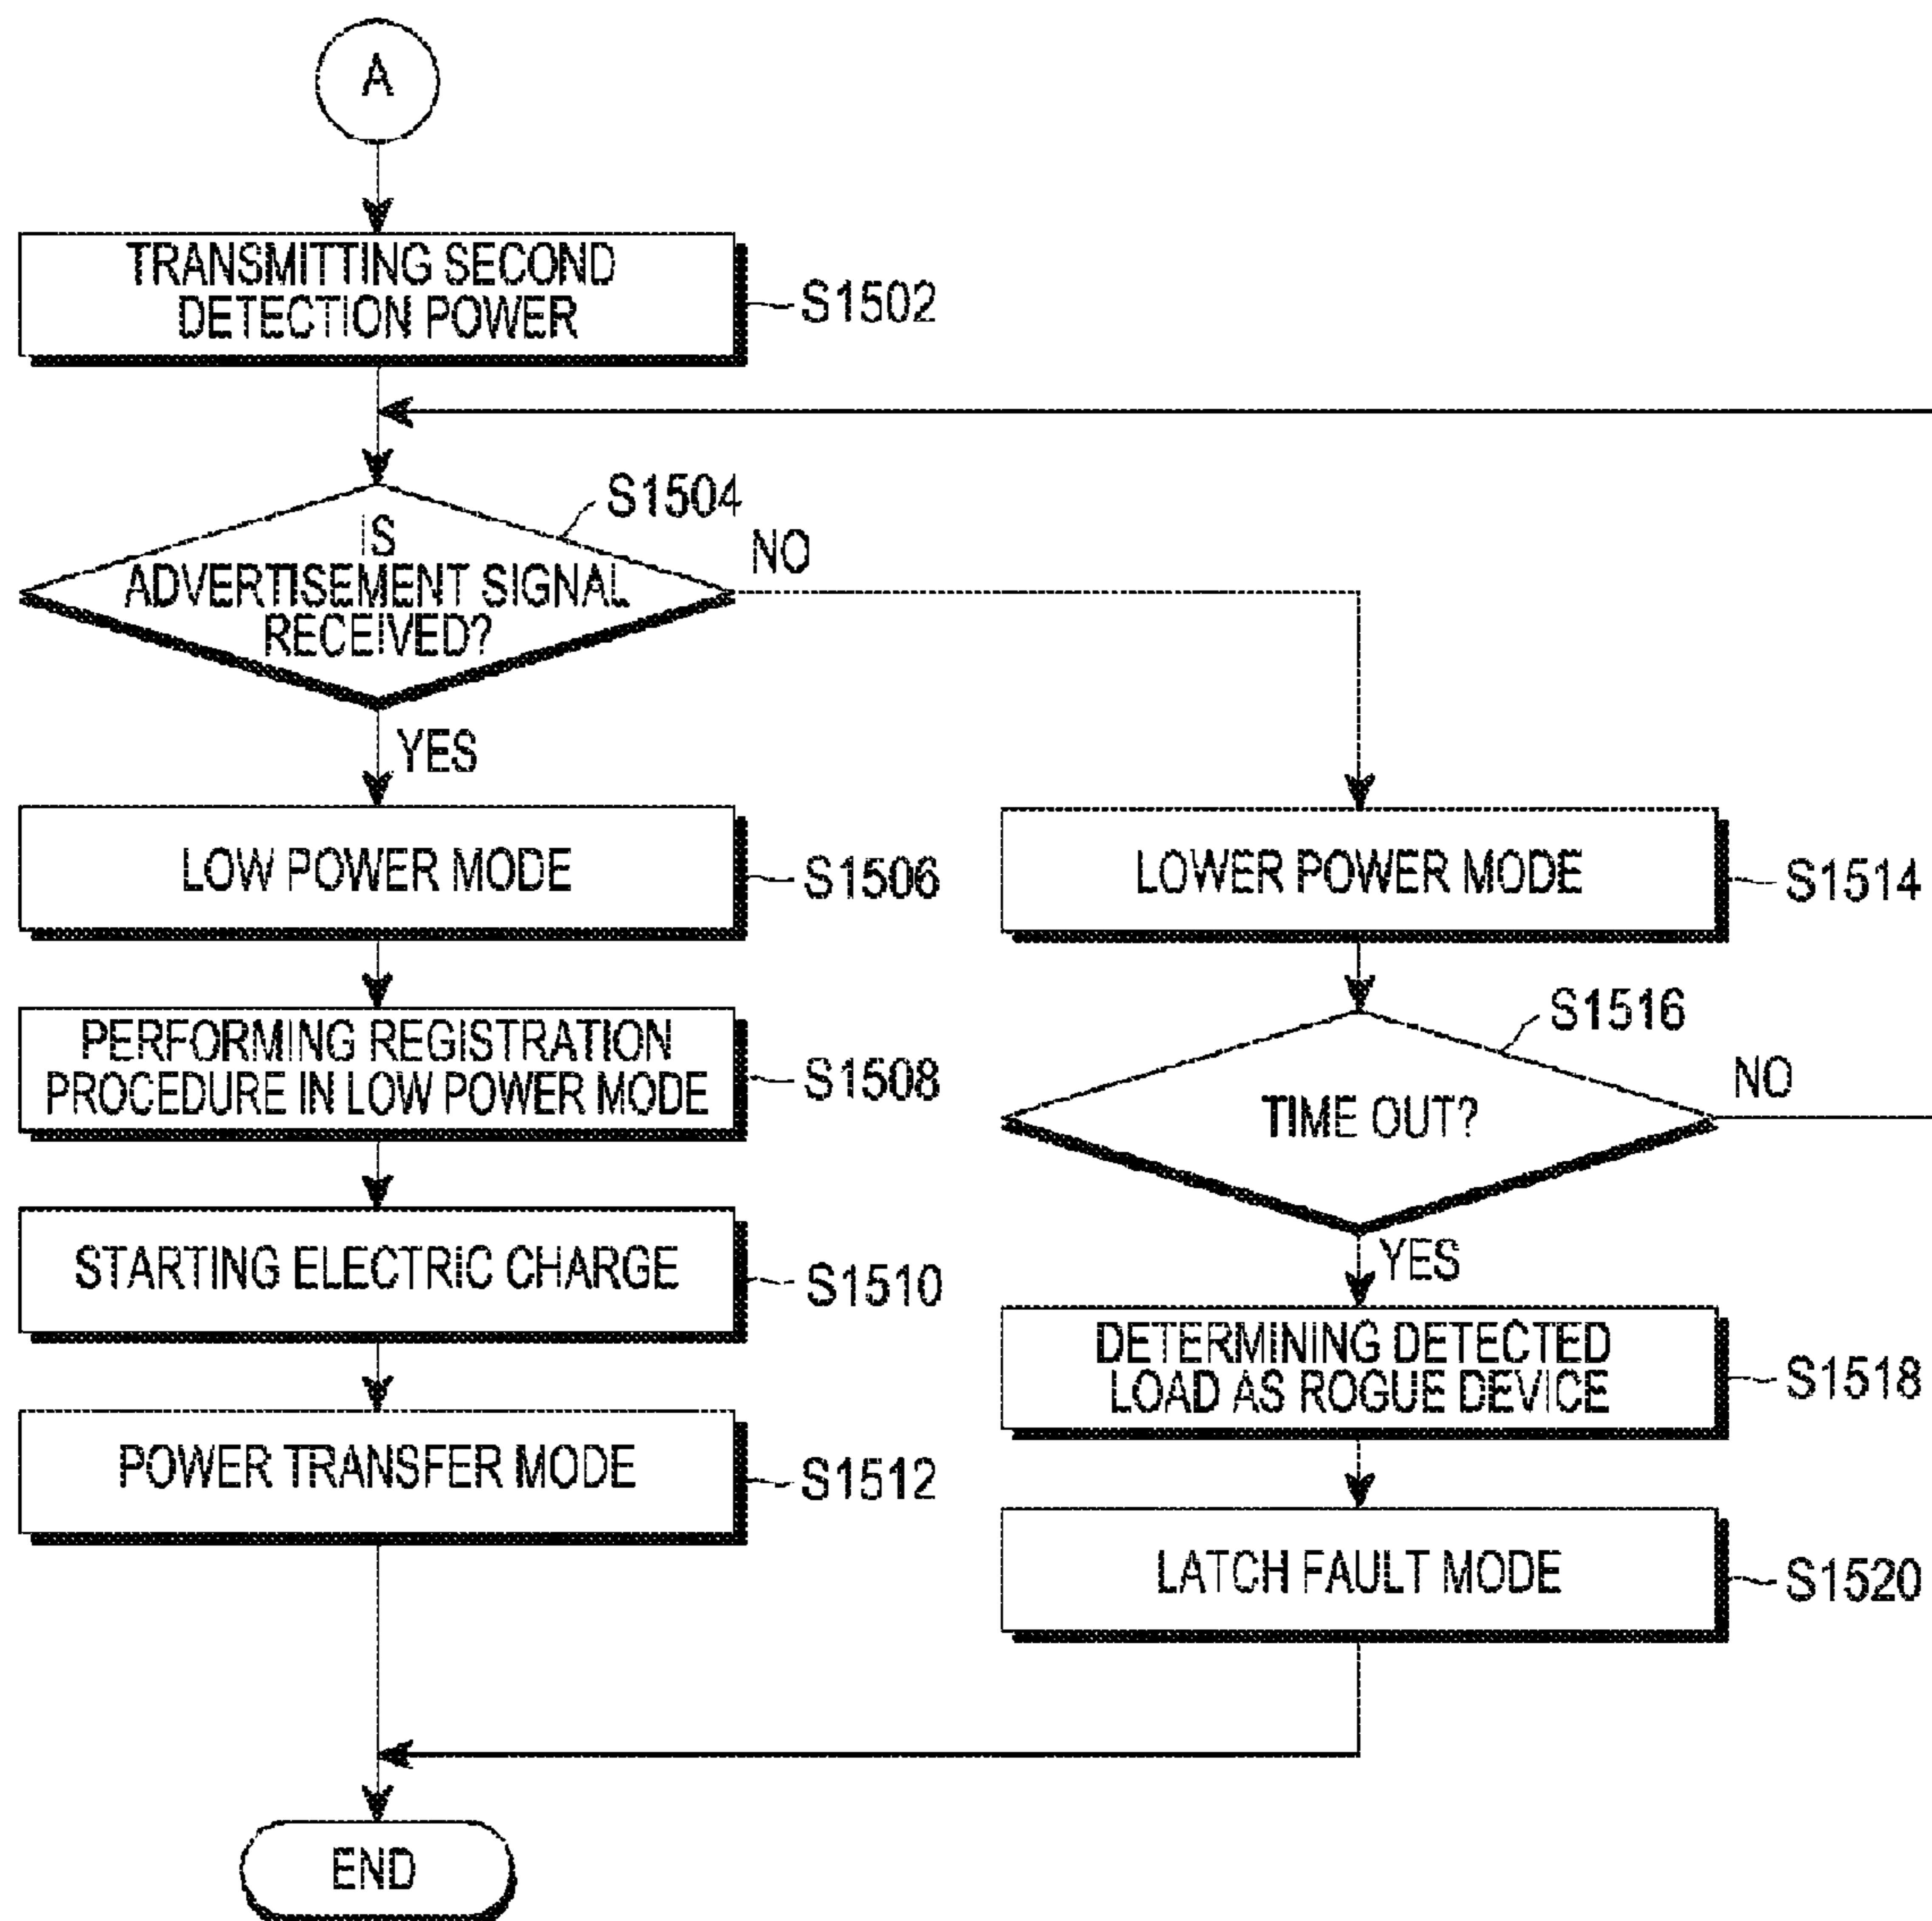 A
TRANSMITTING SECOND
DETECTION POWER
S1502
S1504
IS
ADVERTISEMENT SIGNAL
RECEIVED?
NO
YES
LOW POWER MODE
S1506
LOWER POWER MODE
S1514
PERFORMING REGISTRATION
PROCEDURE IN LOW POWER MODE
S1508
S1516
TIME OUT?
NO
YES
STARTING ELECTRIC CHARGE
S1510
DETERMINING DETECTED
LOAD AS ROGUE DEVICE
S1518
POWER TRANSFER MODE
S1512
LATCH FAULT MODE
S1520
END